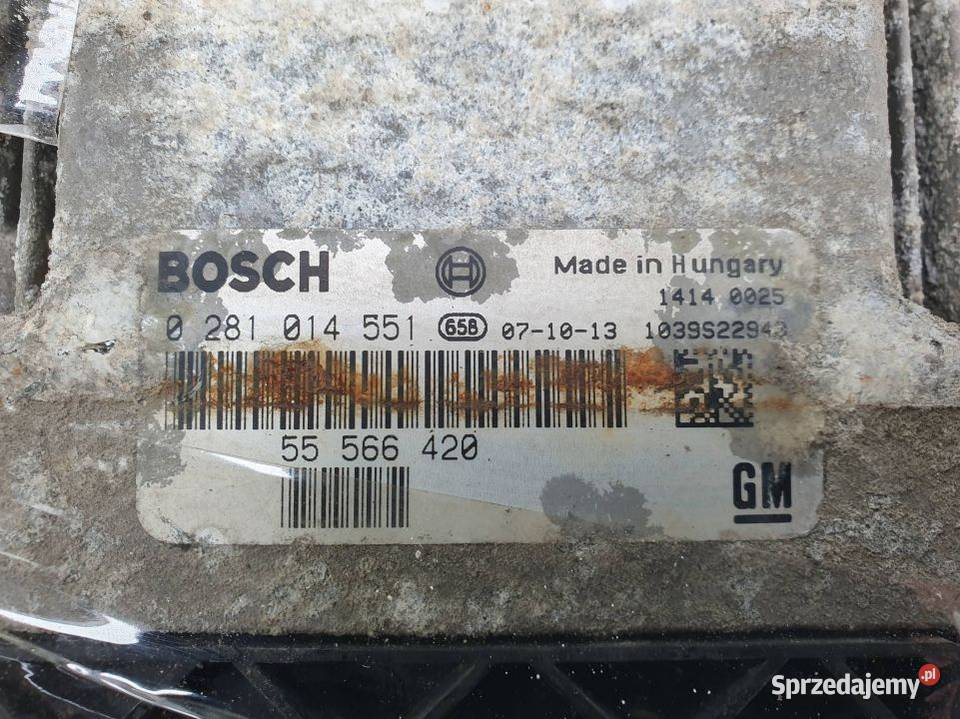 BOSCH
Made in Hungary
1414 0025
0 281 014 551 658 07-10-13 1039S22943
55 566 420
GM
Sprzedajemy.pl